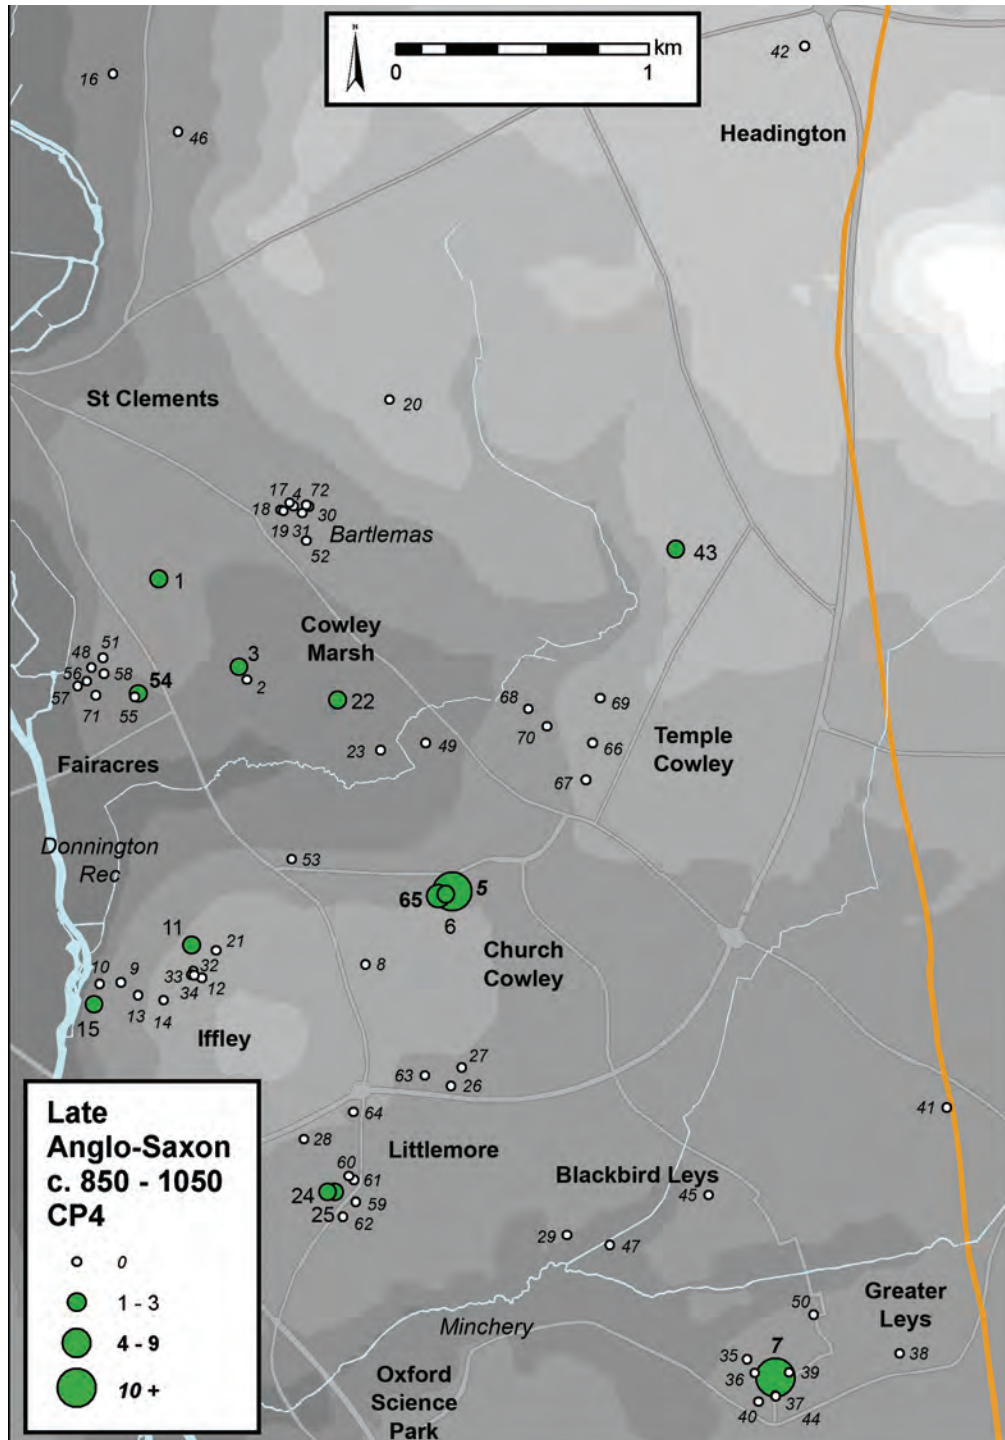 N
km
0
1
42
16
46
Headington
St Clements
20
17
4
72
18
30
19
31
52
Bartlemas
43
1
Cowley
Marsh
3
2
51
48
56
58
54
57
71
55
22
68
69
70
66
67
Temple
Cowley
23
49
Fairacres
Donnington
Rec
53
65
5
6
Church
Cowley
11
21
10
9
32
33
34
12
8
13
14
15
Iffley
27
63
26
64
41
28
Littlemore
60
61
24
25
59
62
Blackbird Leys
45
29
47
50
Greater
Leys
Minchery
7
35
36
39
38
37
40
44
Oxford
Science
Park
Late
Anglo-Saxon
c. 850 - 1050
CP4
0
1 - 3
4 - 9
10 +